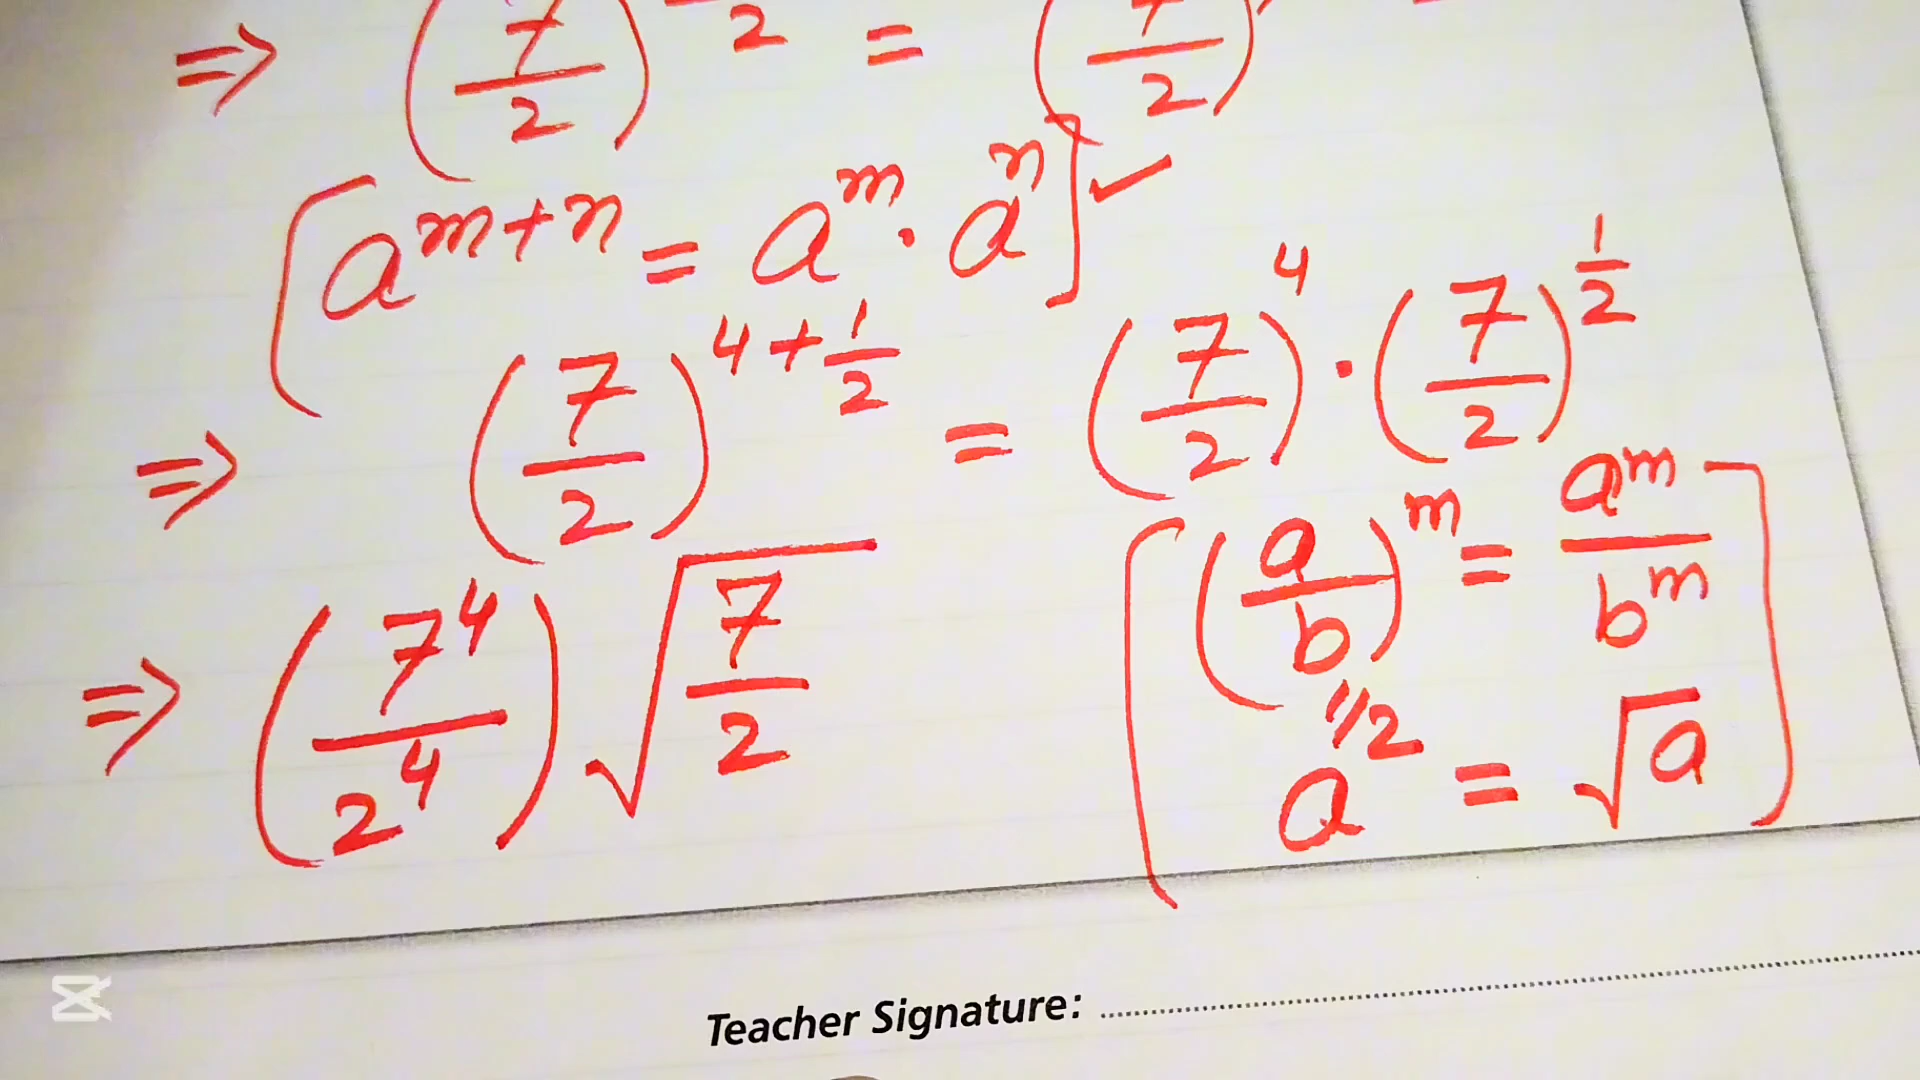 ⇒ (7/2)^{—/2} = (7/2)
[a^{m+n} = a^m · a^n] ✓
⇒ (7/2)^{4+1/2} = (7/2)^4 · (7/2)^{1/2}
⇒ (7^4/2^4) √(7/2)
[(a/b)^m = a^m/b^m
a^{1/2} = √a]
Teacher Signature: ........................